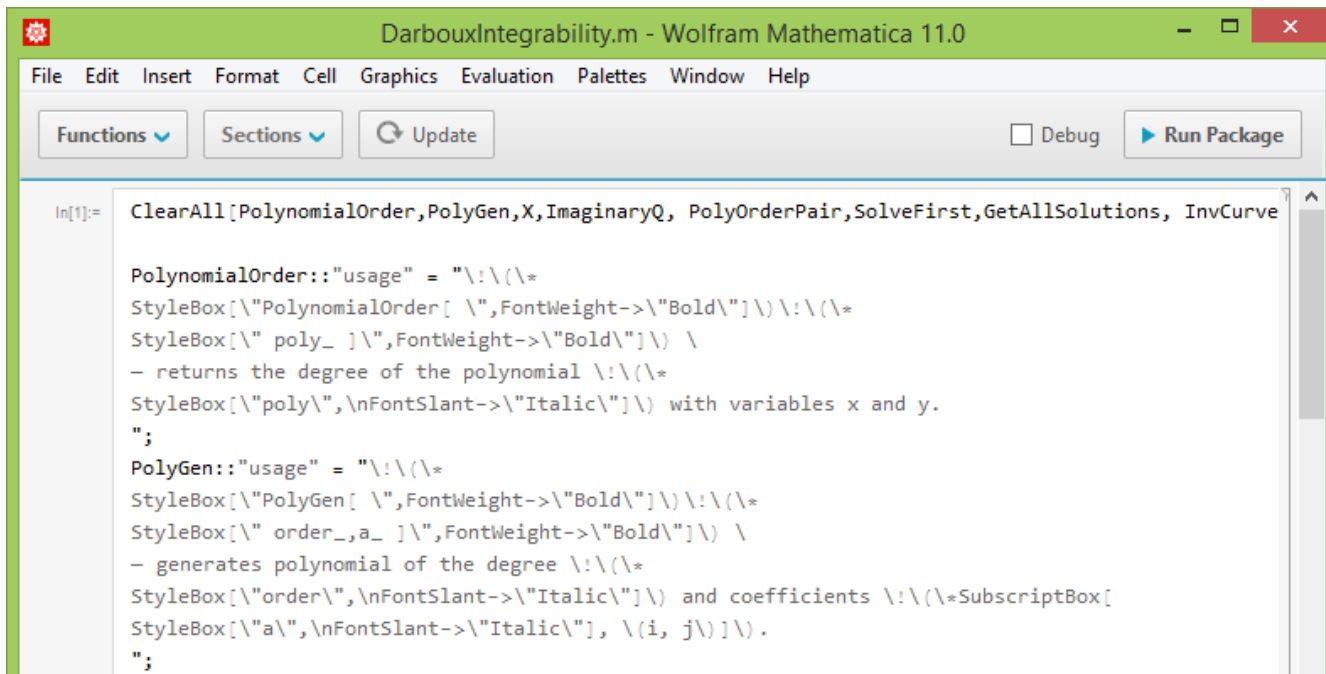 DarbouxIntegrability.m - Wolfram Mathematica 11.0
File Edit Insert Format Cell Graphics Evaluation Palettes Window Help
Functions Sections Update Debug Run Package
In[1]:= ClearAll[PolynomialOrder,PolyGen,X,ImaginaryQ, PolyOrderPair,SolveFirst,GetAllSolutions, InvCurve
PolynomialOrder::"usage" = "\!\(\*
StyleBox[\"PolynomialOrder[ \",FontWeight->\"Bold\"]\)\!\(\*
StyleBox[\" poly_ ]\",FontWeight->\"Bold\"]\) \
— returns the degree of the polynomial \!\(\*
StyleBox[\"poly\",\nFontSlant->\"Italic\"]\) with variables x and y.
";
PolyGen::"usage" = "\!\(\*
StyleBox[\"PolyGen[ \",FontWeight->\"Bold\"]\)\!\(\*
StyleBox[\" order_,a_ ]\",FontWeight->\"Bold\"]\) \
— generates polynomial of the degree \!\(\*
StyleBox[\"order\",\nFontSlant->\"Italic\"]\) and coefficients \!\(\*SubscriptBox[
StyleBox[\"a\",\nFontSlant->\"Italic\"], \(i, j\)]\).
";